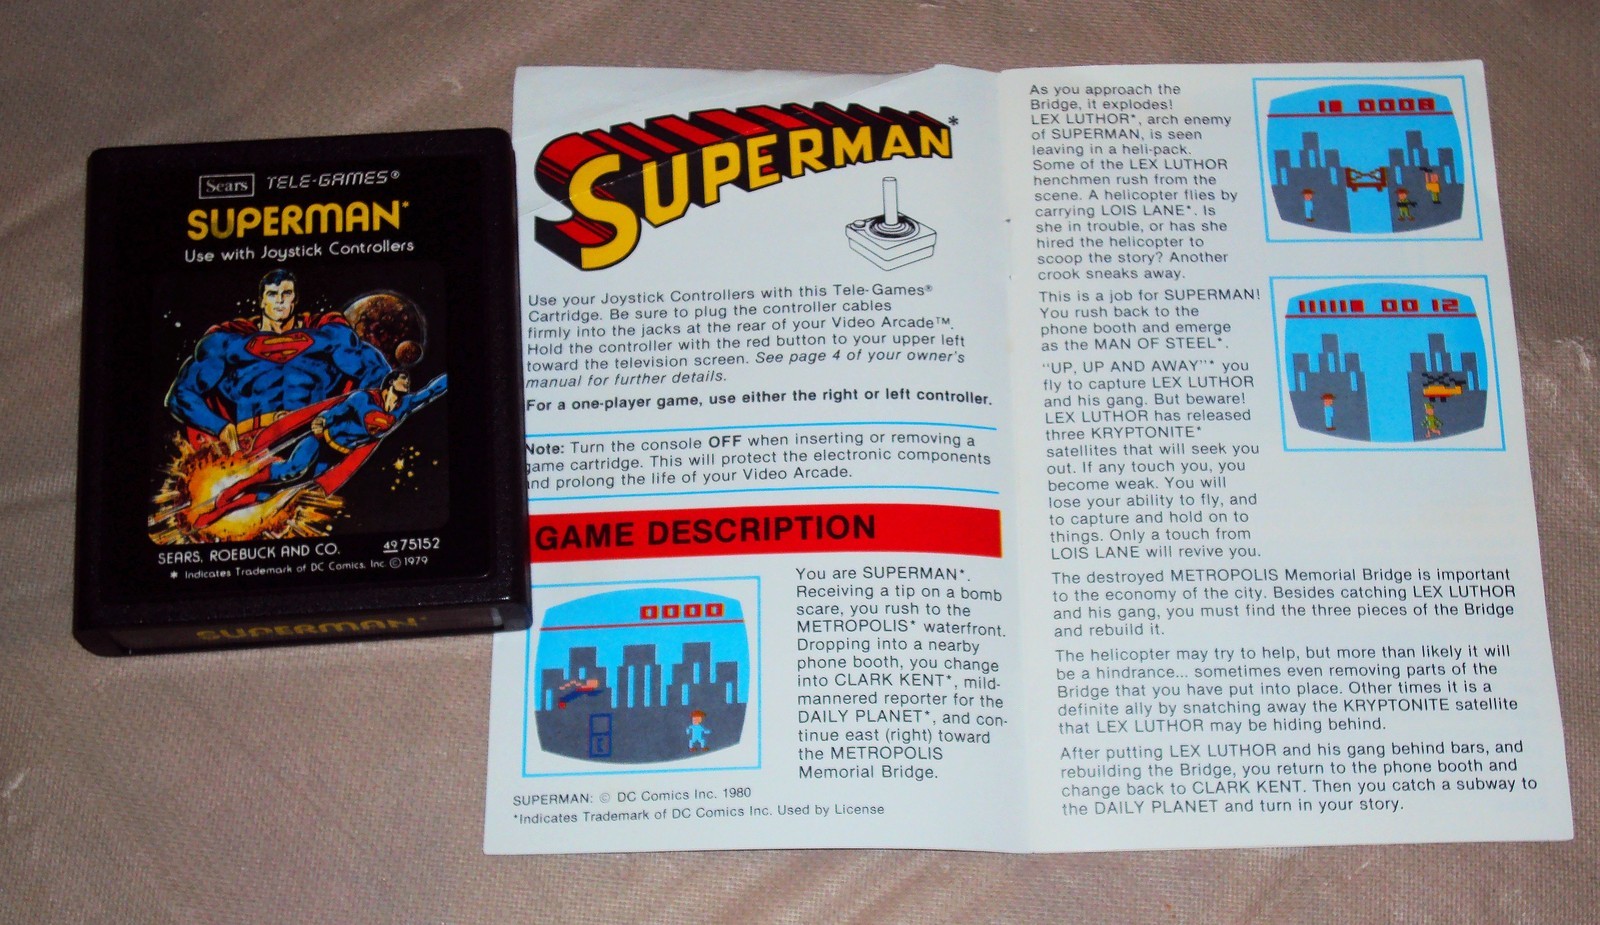 Sears TELE-GAMES®
SUPERMAN*
Use with Joystick Controllers
SEARS, ROEBUCK AND CO. 49 75152
* Indicates Trademark of DC Comics, Inc. © 1979
SUPERMAN*
SUPERMAN*
Use your Joystick Controllers with this Tele-Games®
Cartridge. Be sure to plug the controller cables
firmly into the jacks at the rear of your Video Arcade™.
Hold the controller with the red button to your upper left
toward the television screen. See page 4 of your owner's
manual for further details.
For a one-player game, use either the right or left controller.
Note: Turn the console OFF when inserting or removing a
game cartridge. This will protect the electronic components
and prolong the life of your Video Arcade.
GAME DESCRIPTION
0000
You are SUPERMAN*.
Receiving a tip on a bomb
scare, you rush to the
METROPOLIS* waterfront.
Dropping into a nearby
phone booth, you change
into CLARK KENT*, mild-
mannered reporter for the
DAILY PLANET*, and con-
tinue east (right) toward
the METROPOLIS
Memorial Bridge.
SUPERMAN: © DC Comics Inc. 1980
*Indicates Trademark of DC Comics Inc. Used by License
As you approach the
Bridge, it explodes!
LEX LUTHOR*, arch enemy
of SUPERMAN, is seen
leaving in a heli-pack.
Some of the LEX LUTHOR
henchmen rush from the
scene. A helicopter flies by
carrying LOIS LANE*. Is
she in trouble, or has she
hired the helicopter to
scoop the story? Another
crook sneaks away.
0008
This is a job for SUPERMAN!
You rush back to the
phone booth and emerge
as the MAN OF STEEL*.
00 12
"UP, UP AND AWAY"* you
fly to capture LEX LUTHOR
and his gang. But beware!
LEX LUTHOR has released
three KRYPTONITE*
satellites that will seek you
out. If any touch you, you
become weak. You will
lose your ability to fly, and
to capture and hold on to
things. Only a touch from
LOIS LANE will revive you.
The destroyed METROPOLIS Memorial Bridge is important
to the economy of the city. Besides catching LEX LUTHOR
and his gang, you must find the three pieces of the Bridge
and rebuild it.
The helicopter may try to help, but more than likely it will
be a hindrance... sometimes even removing parts of the
Bridge that you have put into place. Other times it is a
definite ally by snatching away the KRYPTONITE satellite
that LEX LUTHOR may be hiding behind.
After putting LEX LUTHOR and his gang behind bars, and
rebuilding the Bridge, you return to the phone booth and
change back to CLARK KENT. Then you catch a subway to
the DAILY PLANET and turn in your story.